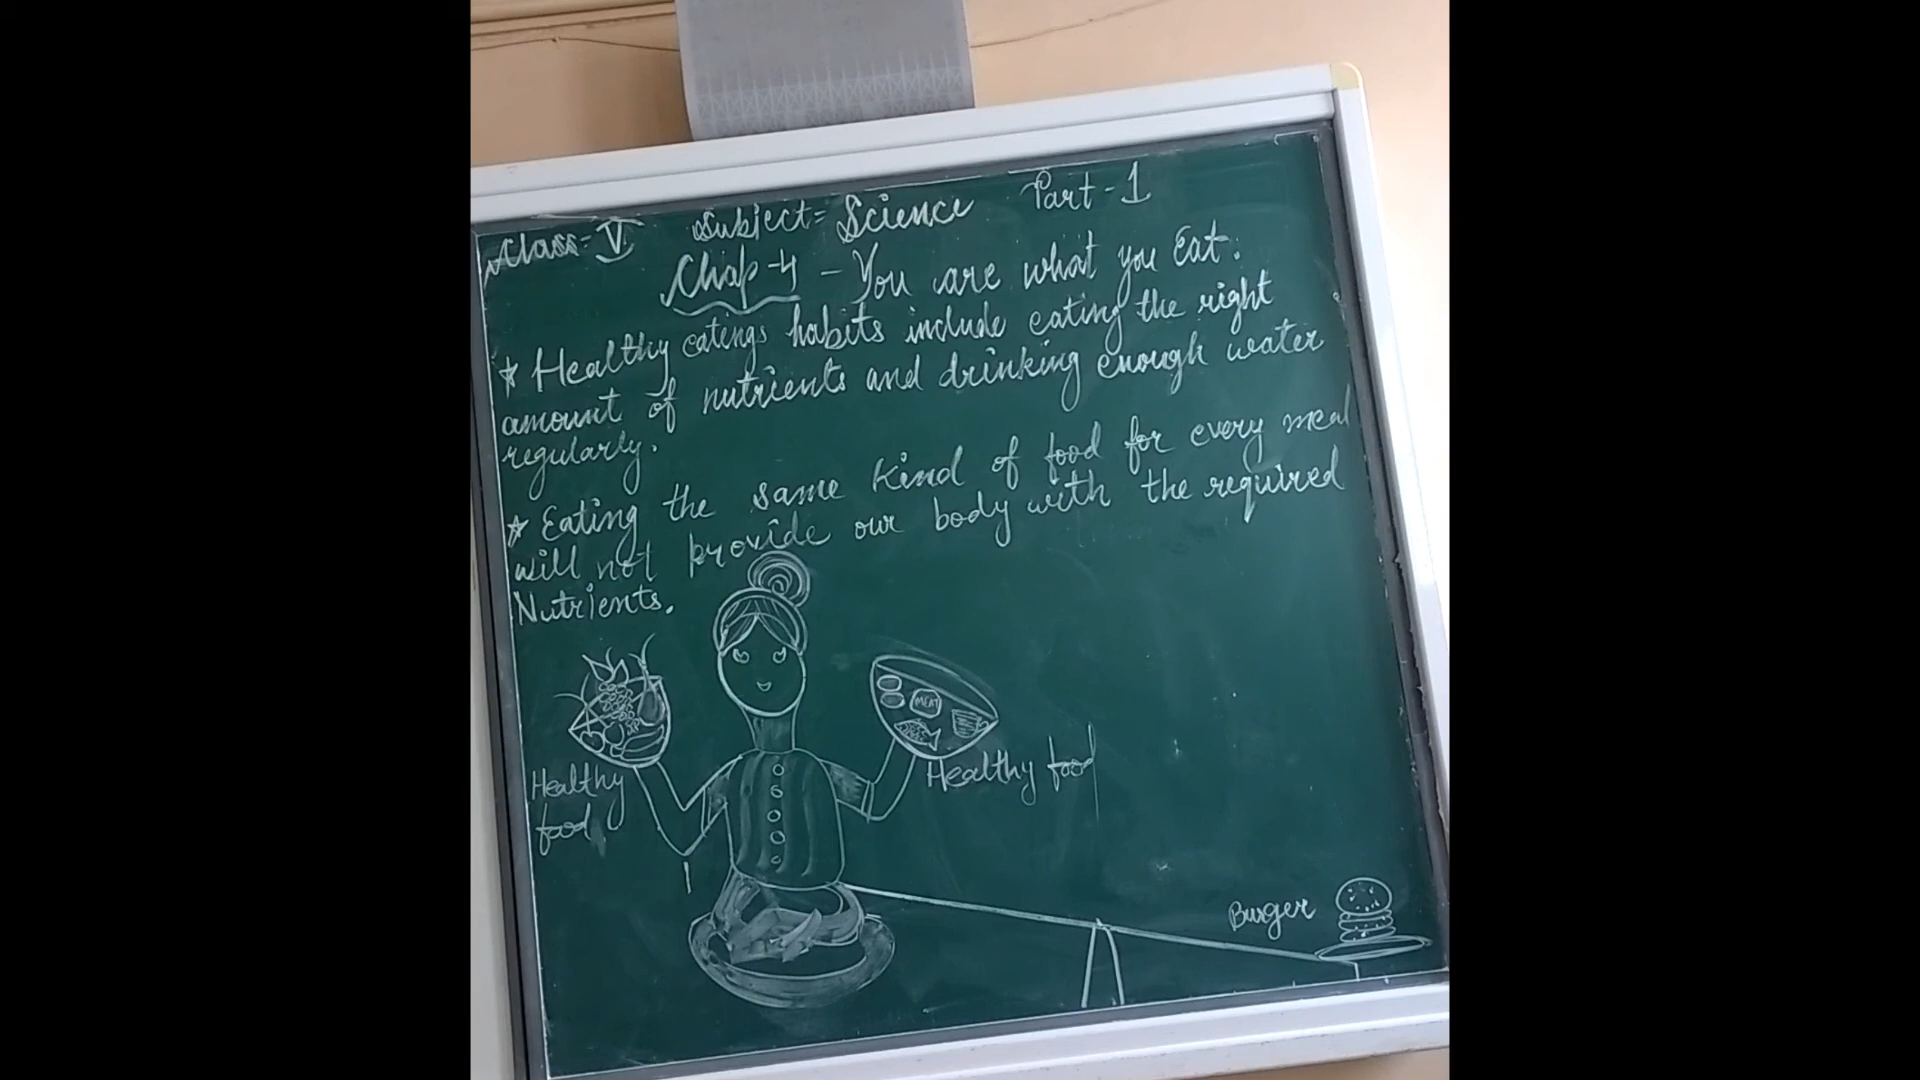 Class- V Subject= Science Part-1
Chap-4 - You are what you Eat.
* Healthy eatings habits include eating the right
amount of nutrients and drinking enough water
regularly.
* Eating the same kind of food for every meal
will not provide our body with the required
Nutrients.
MEAT
Healthy
food
Healthy food
Burger